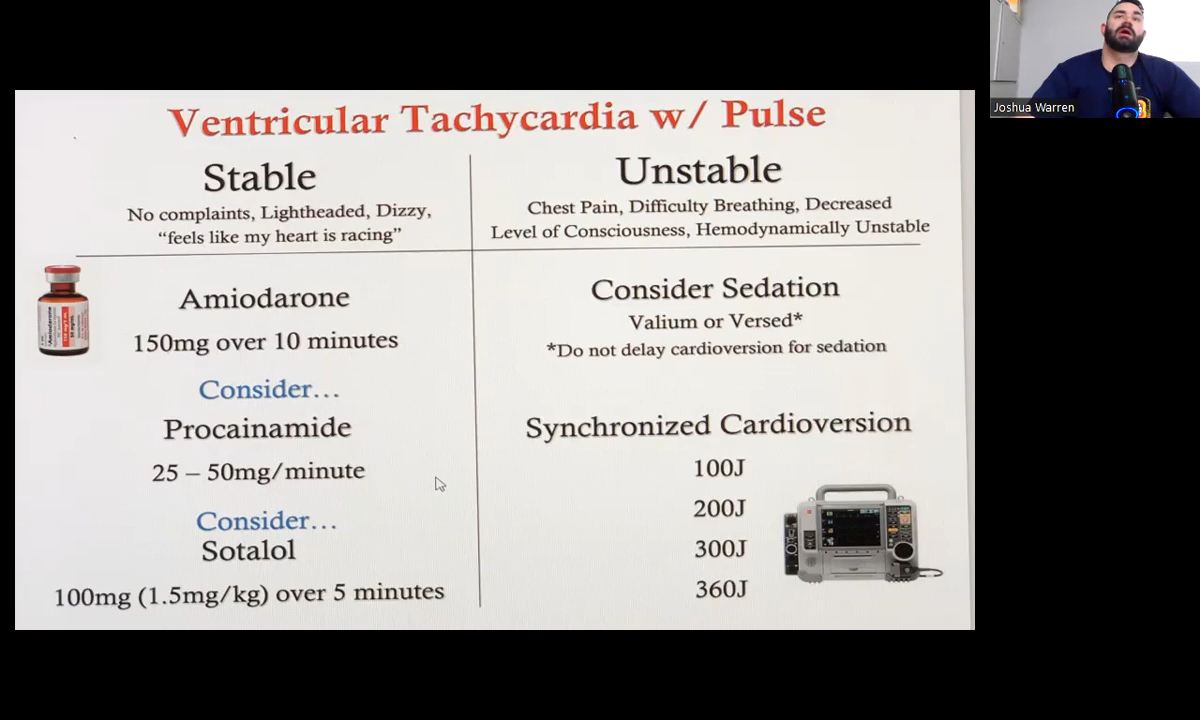 Ventricular Tachycardia w/ Pulse
Stable
No complaints, Lightheaded, Dizzy,
“feels like my heart is racing”
Amiodarone
150mg over 10 minutes
Consider…
Procainamide
25 – 50mg/minute
Consider…
Sotalol
100mg (1.5mg/kg) over 5 minutes
Unstable
Chest Pain, Difficulty Breathing, Decreased
Level of Consciousness, Hemodynamically Unstable
Consider Sedation
Valium or Versed*
*Do not delay cardioversion for sedation
Synchronized Cardioversion
100J
200J
300J
360J
Amiodarone
Joshua Warren